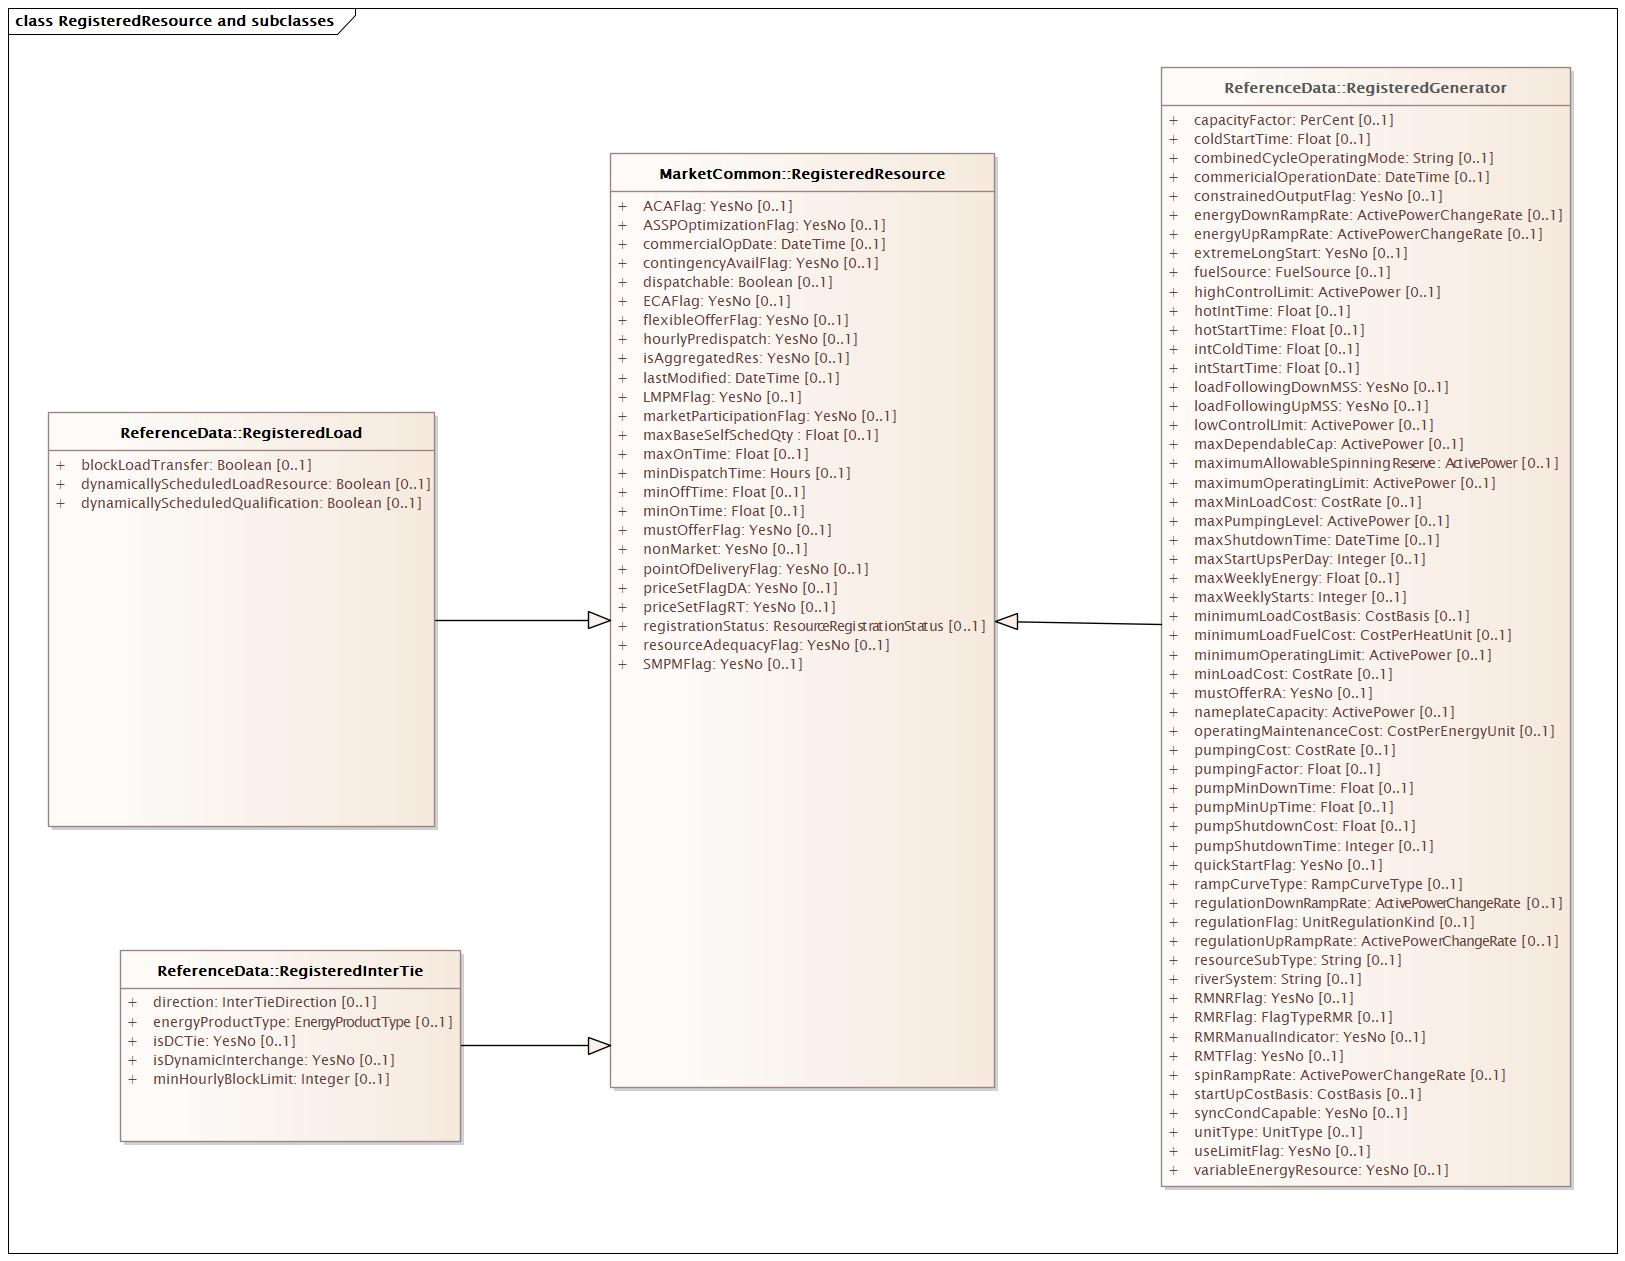 class RegisteredResource and subclasses
ReferenceData::RegisteredLoad
+ blockLoadTransfer: Boolean [0..1]
+ dynamicallyScheduledLoadResource: Boolean [0..1]
+ dynamicallyScheduledQualification: Boolean [0..1]
ReferenceData::RegisteredInterTie
+ direction: InterTieDirection [0..1]
+ energyProductType: EnergyProductType [0..1]
+ isDCTie: YesNo [0..1]
+ isDynamicInterchange: YesNo [0..1]
+ minHourlyBlockLimit: Integer [0..1]
MarketCommon::RegisteredResource
+ ACAFlag: YesNo [0..1]
+ ASSPOptimizationFlag: YesNo [0..1]
+ commercialOpDate: DateTime [0..1]
+ contingencyAvailFlag: YesNo [0..1]
+ dispatchable: Boolean [0..1]
+ ECAFlag: YesNo [0..1]
+ flexibleOfferFlag: YesNo [0..1]
+ hourlyPredispatch: YesNo [0..1]
+ isAggregatedRes: YesNo [0..1]
+ lastModified: DateTime [0..1]
+ LMPMFlag: YesNo [0..1]
+ marketParticipationFlag: YesNo [0..1]
+ maxBaseSelfSchedQty : Float [0..1]
+ maxOnTime: Float [0..1]
+ minDispatchTime: Hours [0..1]
+ minOffTime: Float [0..1]
+ minOnTime: Float [0..1]
+ mustOfferFlag: YesNo [0..1]
+ nonMarket: YesNo [0..1]
+ pointOfDeliveryFlag: YesNo [0..1]
+ priceSetFlagDA: YesNo [0..1]
+ priceSetFlagRT: YesNo [0..1]
+ registrationStatus: ResourceRegistrationStatus [0..1]
+ resourceAdequacyFlag: YesNo [0..1]
+ SMPMFlag: YesNo [0..1]
ReferenceData::RegisteredGenerator
+ capacityFactor: PerCent [0..1]
+ coldStartTime: Float [0..1]
+ combinedCycleOperatingMode: String [0..1]
+ commericialOperationDate: DateTime [0..1]
+ constrainedOutputFlag: YesNo [0..1]
+ energyDownRampRate: ActivePowerChangeRate [0..1]
+ energyUpRampRate: ActivePowerChangeRate [0..1]
+ extremeLongStart: YesNo [0..1]
+ fuelSource: FuelSource [0..1]
+ highControlLimit: ActivePower [0..1]
+ hotIntTime: Float [0..1]
+ hotStartTime: Float [0..1]
+ intColdTime: Float [0..1]
+ intStartTime: Float [0..1]
+ loadFollowingDownMSS: YesNo [0..1]
+ loadFollowingUpMSS: YesNo [0..1]
+ lowControlLImit: ActivePower [0..1]
+ maxDependableCap: ActivePower [0..1]
+ maximumAllowableSpinningReserve: ActivePower [0..1]
+ maximumOperatingLimit: ActivePower [0..1]
+ maxMinLoadCost: CostRate [0..1]
+ maxPumpingLevel: ActivePower [0..1]
+ maxShutdownTime: DateTime [0..1]
+ maxStartUpsPerDay: Integer [0..1]
+ maxWeeklyEnergy: Float [0..1]
+ maxWeeklyStarts: Integer [0..1]
+ minimumLoadCostBasis: CostBasis [0..1]
+ minimumLoadFuelCost: CostPerHeatUnit [0..1]
+ minimumOperatingLimit: ActivePower [0..1]
+ minLoadCost: CostRate [0..1]
+ mustOfferRA: YesNo [0..1]
+ nameplateCapacity: ActivePower [0..1]
+ operatingMaintenanceCost: CostPerEnergyUnit [0..1]
+ pumpingCost: CostRate [0..1]
+ pumpingFactor: Float [0..1]
+ pumpMinDownTime: Float [0..1]
+ pumpMinUpTime: Float [0..1]
+ pumpShutdownCost: Float [0..1]
+ pumpShutdownTime: Integer [0..1]
+ quickStartFlag: YesNo [0..1]
+ rampCurveType: RampCurveType [0..1]
+ regulationDownRampRate: ActivePowerChangeRate [0..1]
+ regulationFlag: UnitRegulationKind [0..1]
+ regulationUpRampRate: ActivePowerChangeRate [0..1]
+ resourceSubType: String [0..1]
+ riverSystem: String [0..1]
+ RMNRFlag: YesNo [0..1]
+ RMRFlag: FlagTypeRMR [0..1]
+ RMRManualIndicator: YesNo [0..1]
+ RMTFlag: YesNo [0..1]
+ spinRampRate: ActivePowerChangeRate [0..1]
+ startUpCostBasis: CostBasis [0..1]
+ syncCondCapable: YesNo [0..1]
+ unitType: UnitType [0..1]
+ useLimitFlag: YesNo [0..1]
+ variableEnergyResource: YesNo [0..1]